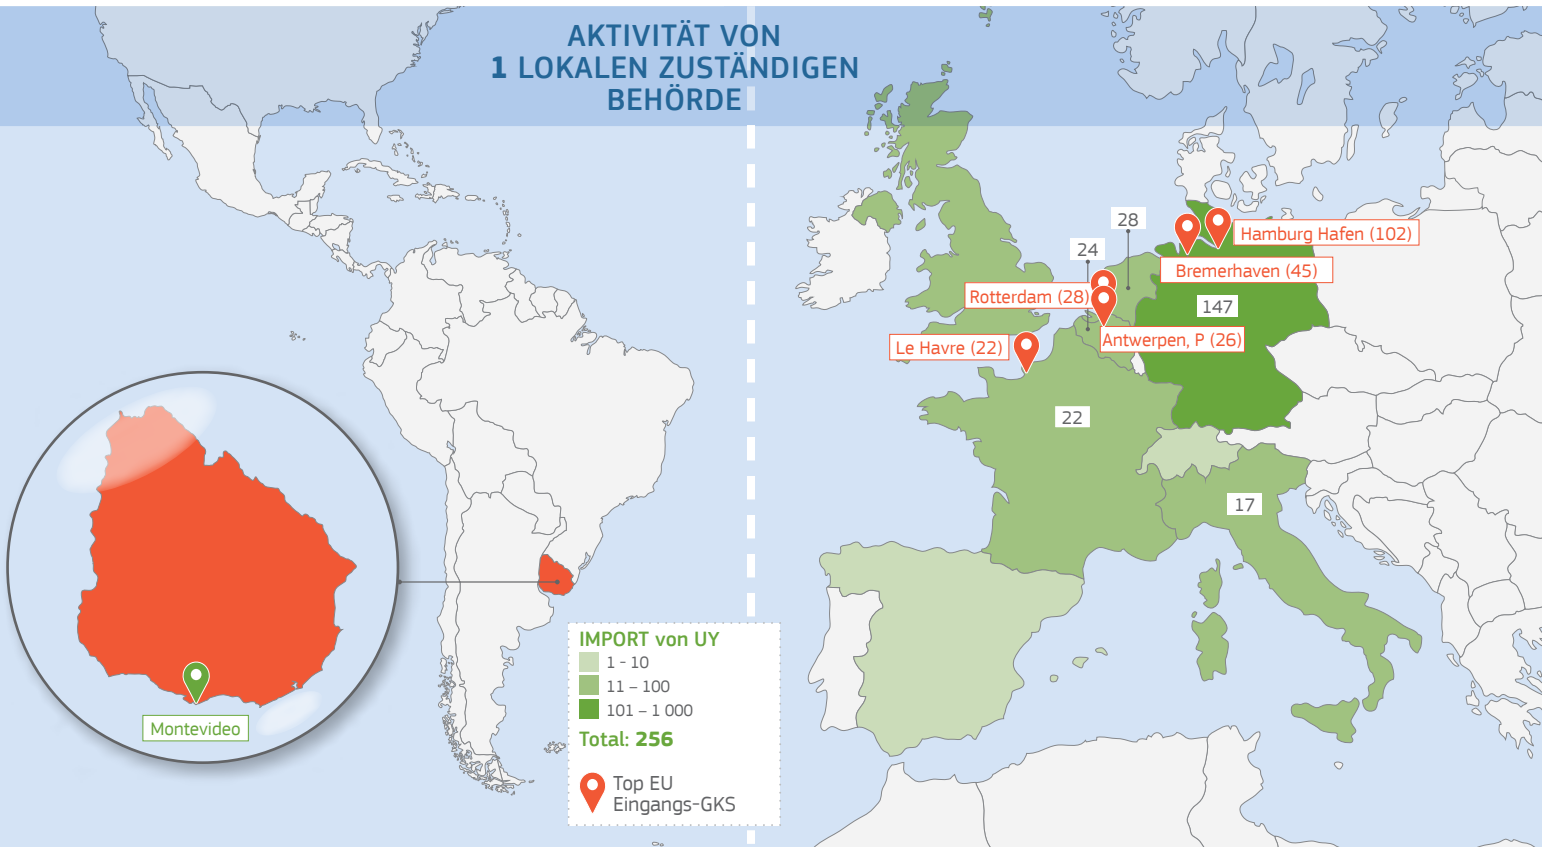 AKTIVITÄT VON
1 LOKALEN ZUSTÄNDIGEN
BEHÖRDE
28
24
Hamburg Hafen (102)
Bremerhaven (45)
Rotterdam (28)
147
Antwerpen, P (26)
Le Havre (22)
22
17
Montevideo
IMPORT von UY
1 - 10
11 – 100
101 – 1 000
Total: 256
Top EU
Eingangs-GKS